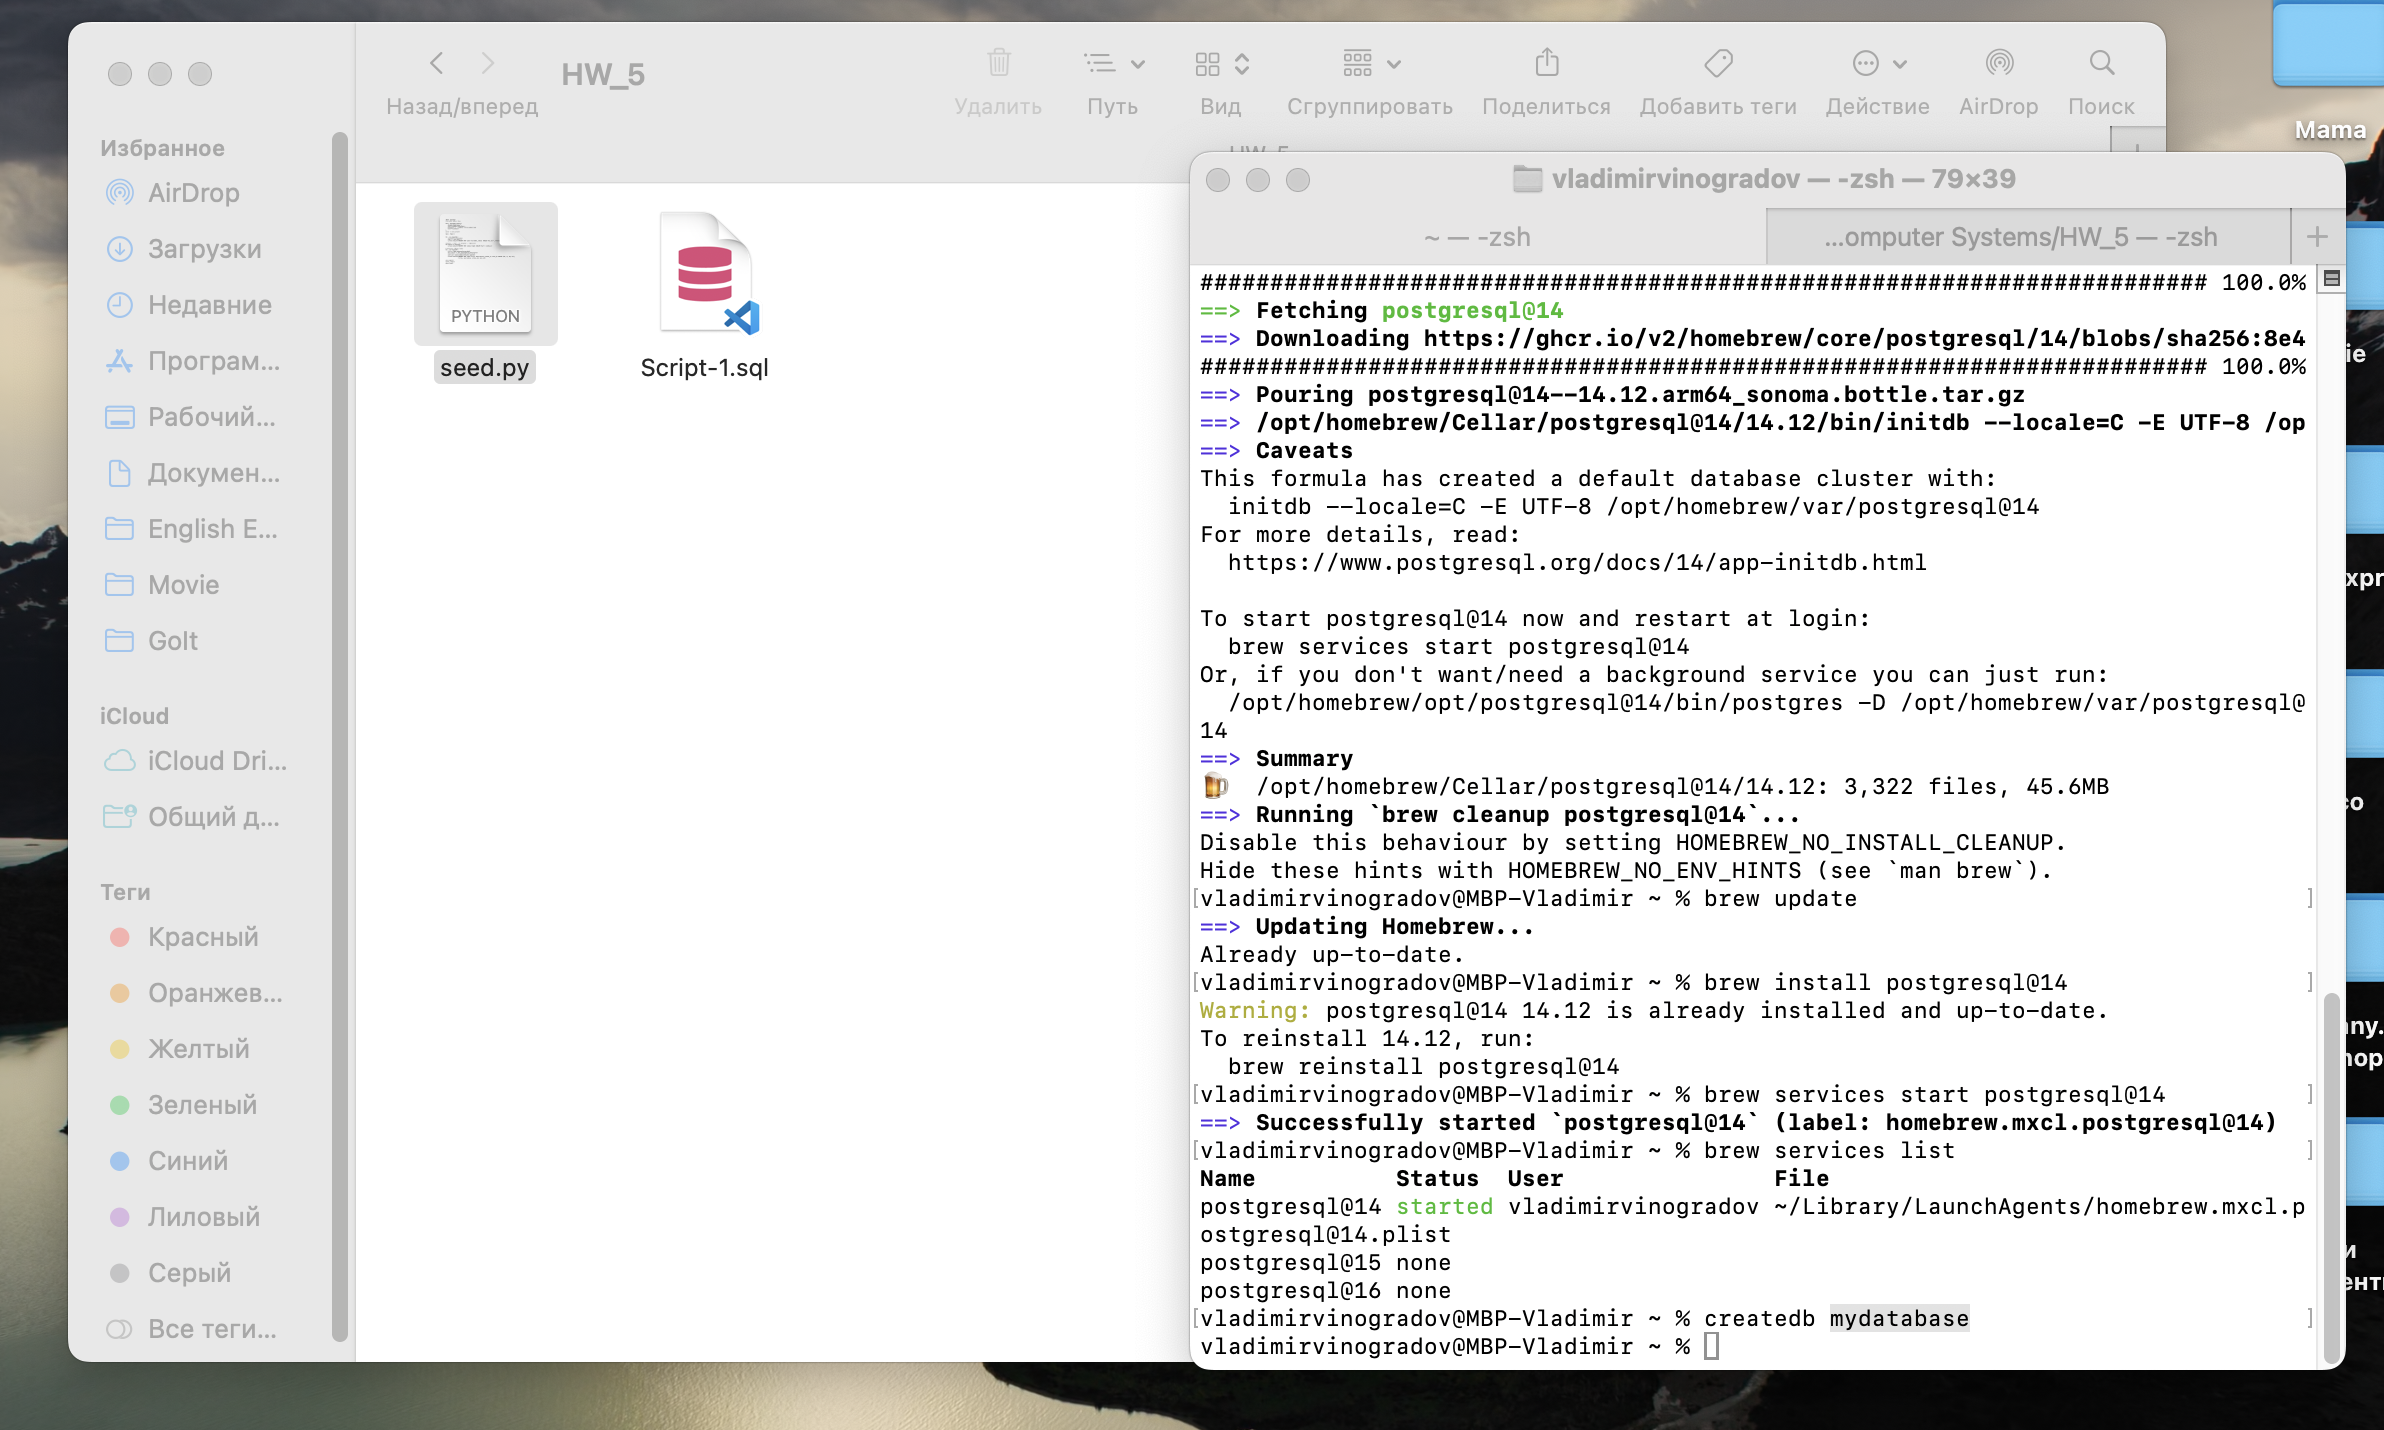 HW_5
Назад/вперед
Удалить
Путь
Вид
Сгруппировать
Поделиться
Добавить теги
Действие
AirDrop
Поиск
Избранное
AirDrop
Загрузки
Недавние
Програм...
Рабочий...
Докумен...
English E...
Movie
GoIt
iCloud
iCloud Dri...
Общий д...
Теги
Красный
Оранжев...
Желтый
Зеленый
Синий
Лиловый
Серый
Все теги...
PYTHON
seed.py
Script-1.sql
vladimirvinogradov — -zsh — 79×39
~ — -zsh
...omputer Systems/HW_5 — -zsh
######################################################################## 100.0%
==> Fetching postgresql@14
==> Downloading https://ghcr.io/v2/homebrew/core/postgresql/14/blobs/sha256:8e4
######################################################################## 100.0%
==> Pouring postgresql@14--14.12.arm64_sonoma.bottle.tar.gz
==> /opt/homebrew/Cellar/postgresql@14/14.12/bin/initdb --locale=C -E UTF-8 /op
==> Caveats
This formula has created a default database cluster with:
  initdb --locale=C -E UTF-8 /opt/homebrew/var/postgresql@14
For more details, read:
  https://www.postgresql.org/docs/14/app-initdb.html
To start postgresql@14 now and restart at login:
  brew services start postgresql@14
Or, if you don't want/need a background service you can just run:
  /opt/homebrew/opt/postgresql@14/bin/postgres -D /opt/homebrew/var/postgresql@
14
==> Summary
🍺  /opt/homebrew/Cellar/postgresql@14/14.12: 3,322 files, 45.6MB
==> Running `brew cleanup postgresql@14`...
Disable this behaviour by setting HOMEBREW_NO_INSTALL_CLEANUP.
Hide these hints with HOMEBREW_NO_ENV_HINTS (see `man brew`).
[vladimirvinogradov@MBP-Vladimir ~ % brew update ]
==> Updating Homebrew...
Already up-to-date.
[vladimirvinogradov@MBP-Vladimir ~ % brew install postgresql@14 ]
Warning: postgresql@14 14.12 is already installed and up-to-date.
To reinstall 14.12, run:
  brew reinstall postgresql@14
[vladimirvinogradov@MBP-Vladimir ~ % brew services start postgresql@14 ]
==> Successfully started `postgresql@14` (label: homebrew.mxcl.postgresql@14)
[vladimirvinogradov@MBP-Vladimir ~ % brew services list ]
Name          Status  User               File
postgresql@14 started vladimirvinogradov ~/Library/LaunchAgents/homebrew.mxcl.p
ostgresql@14.plist
postgresql@15 none
postgresql@16 none
[vladimirvinogradov@MBP-Vladimir ~ % createdb mydatabase ]
vladimirvinogradov@MBP-Vladimir ~ %
Mama